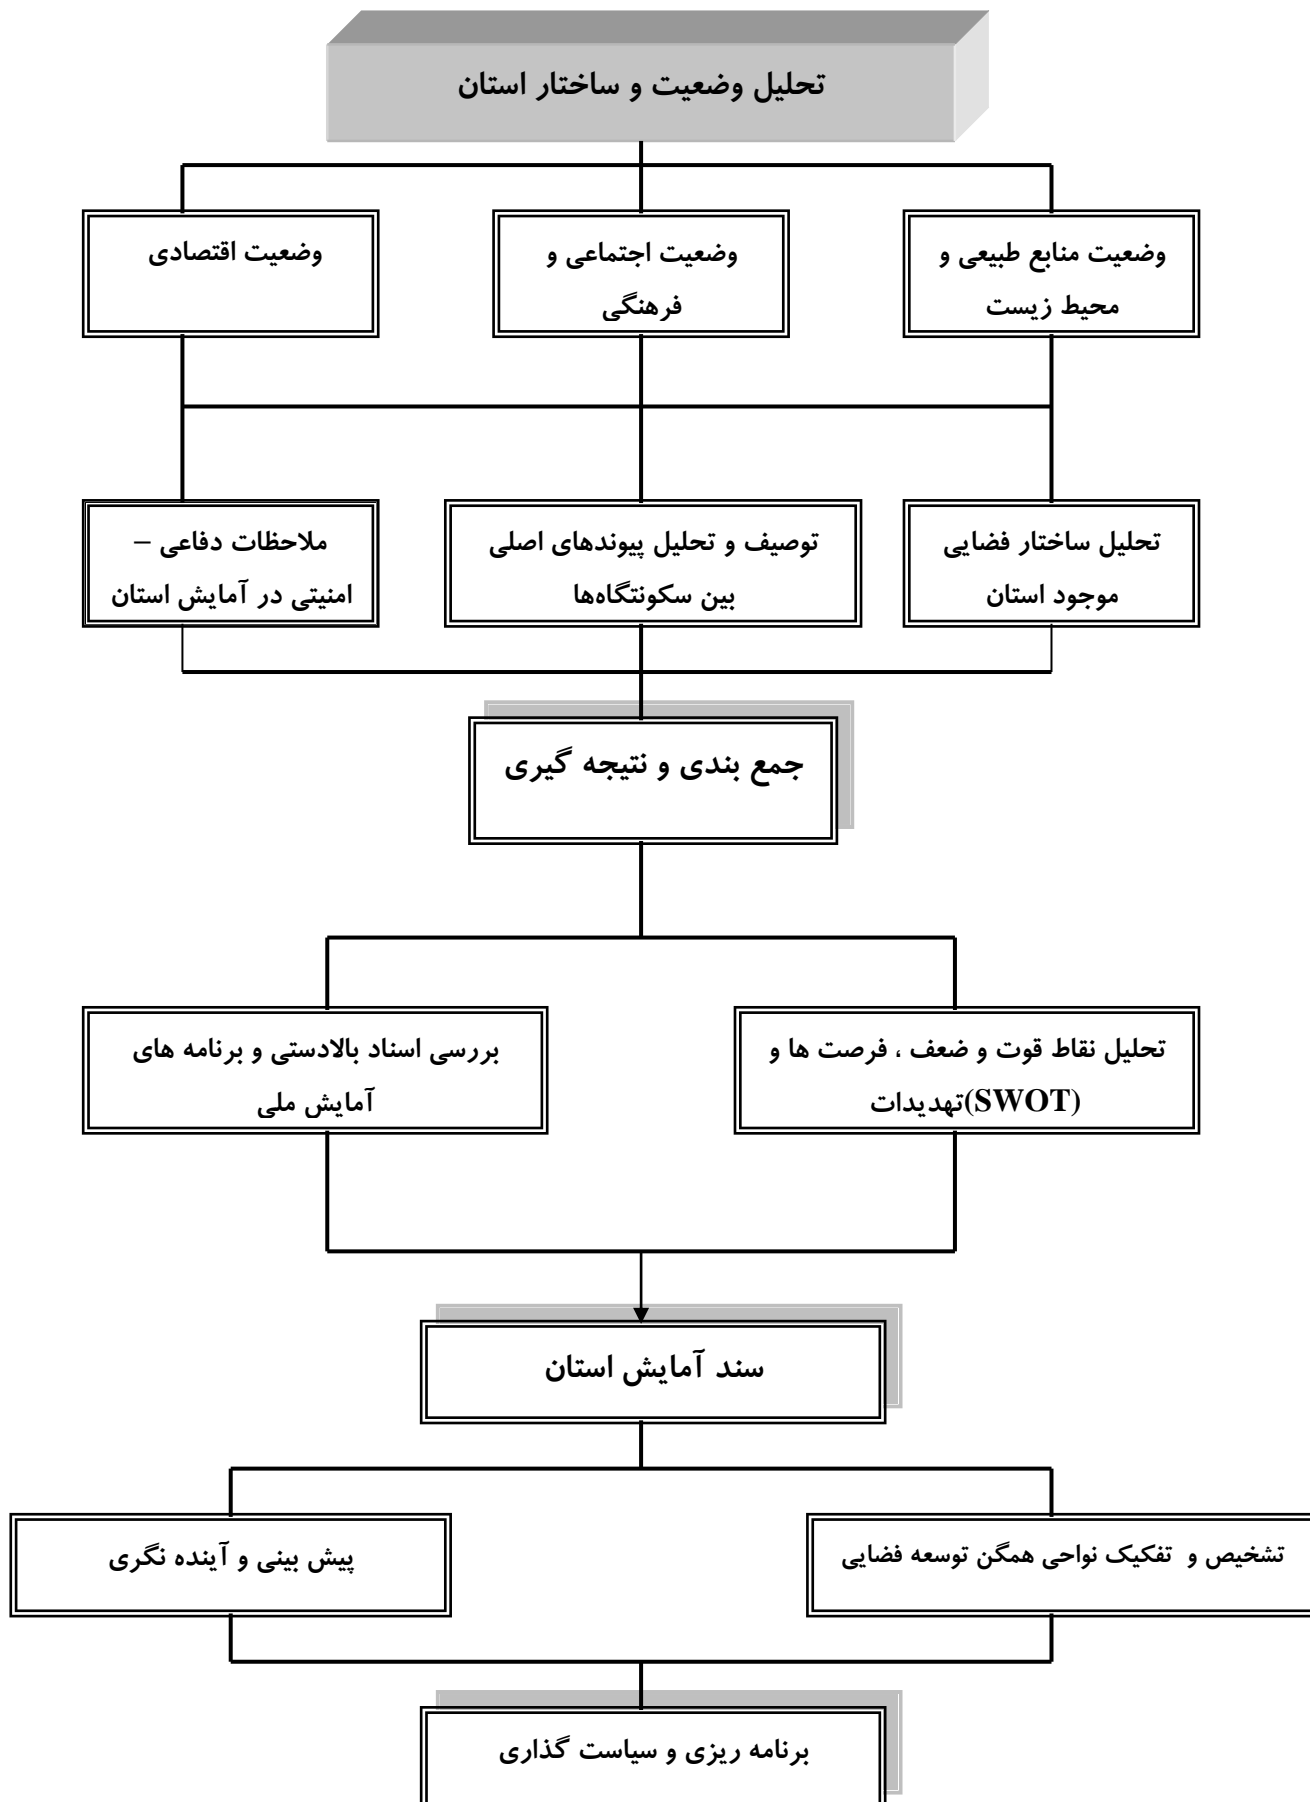 تحلیل وضعیت و ساختار استان
وضعیت منابع طبیعی و
محیط زیست
وضعیت اجتماعی و
فرهنگی
وضعیت اقتصادی
تحلیل ساختار فضایی
موجود استان
توصیف و تحلیل پیوندهای اصلی
بین سکونتگاه‌ها
ملاحظات دفاعی –
امنیتی در آمایش استان
جمع بندی و نتیجه گیری
تحلیل نقاط قوت و ضعف ، فرصت ها و
تهدیدات(SWOT)
بررسی اسناد بالادستی و برنامه های
آمایش ملی
سند آمایش استان
تشخیص و تفکیک نواحی همگن توسعه فضایی
پیش بینی و آینده نگری
برنامه ریزی و سیاست گذاری